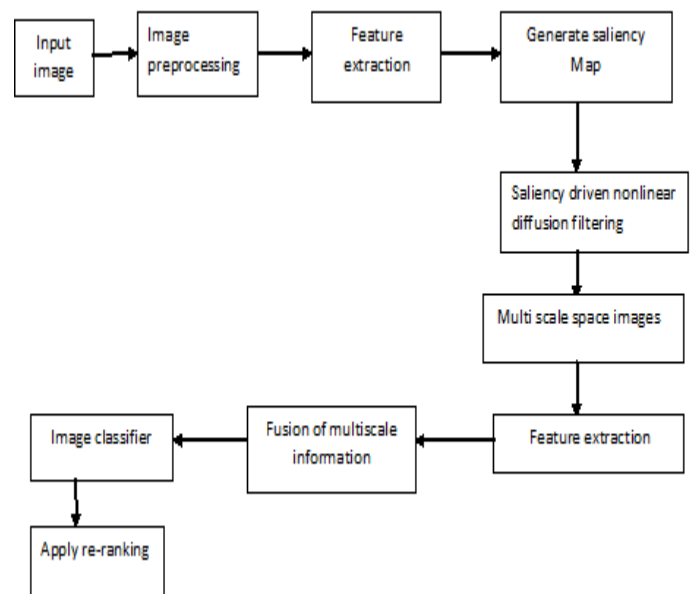 Input
image
Image
preprocessing
Feature
extraction
Generate saliency
Map
Saliency driven nonlinear
diffusion filtering
Multi scale space images
Feature extraction
Fusion of multiscale
information
Image classifier
Apply re-ranking